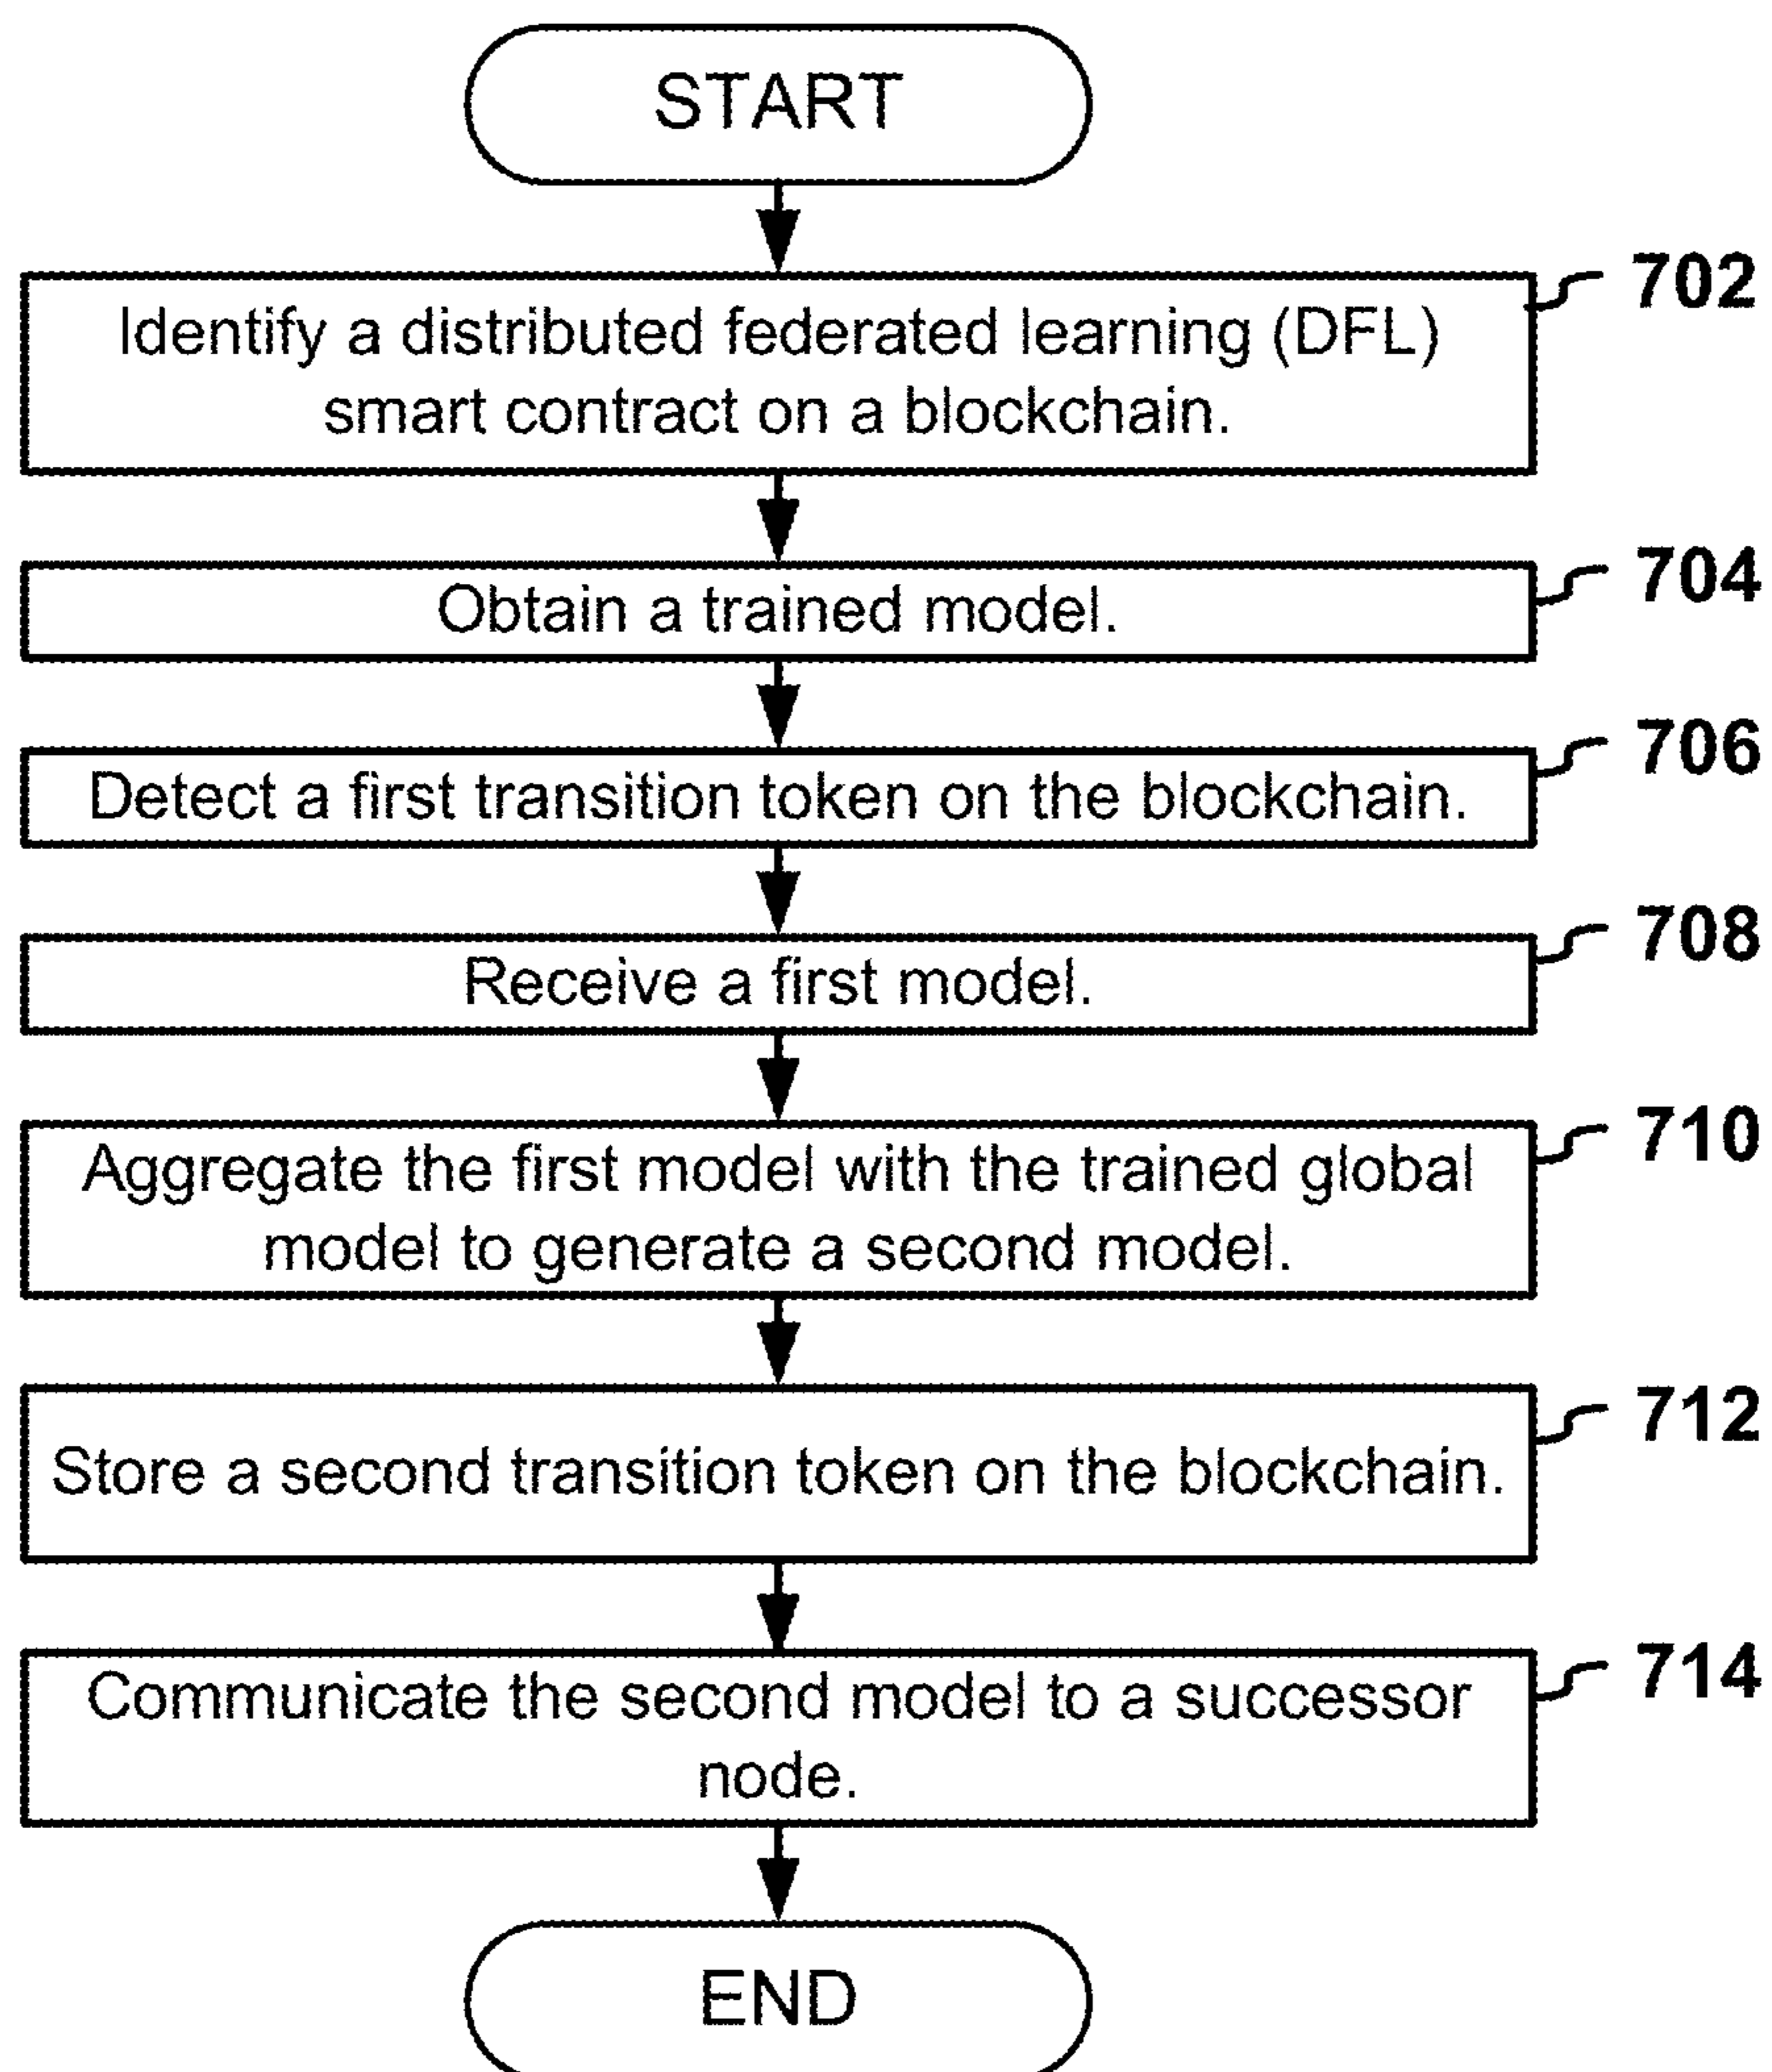 START
702
Identify a distributed federated learning (DFL)
smart contract on a blockchain.
704
Obtain a trained model.
706
Detect a first transition token on the blockchain.
708
Receive a first model.
710
Aggregate the first model with the trained global
model to generate a second model.
712
Store a second transition token on the blockchain.
714
Communicate the second model to a successor
node.
END